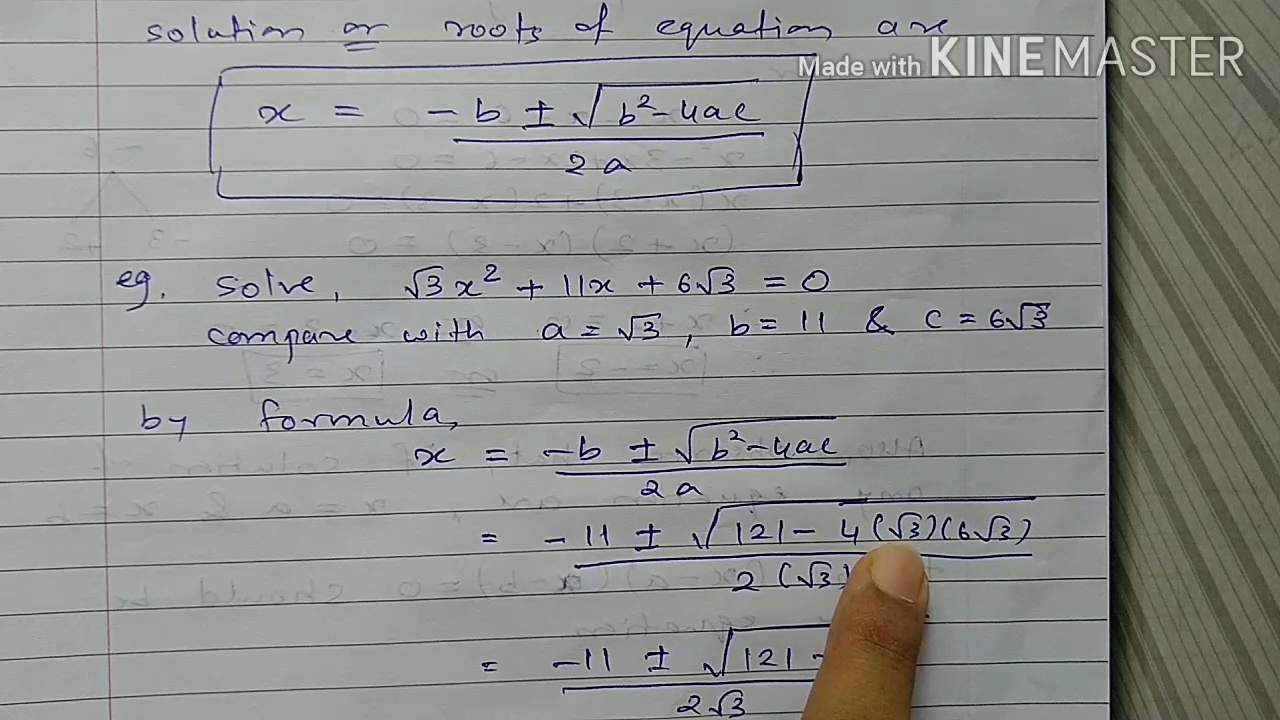 solution or roots of equation are
Made with KINEMASTER
x = -b ± √b² - 4ac
2a
eg. solve, √3x² + 11x + 6√3 = 0
compare with a = √3, b = 11 & c = 6√3
by formula,
x = -b ± √b² - 4ac
2a
= -11 ± √121 - 4(√3)(6√3)
2(√3)
= -11 ± √121 -
2√3